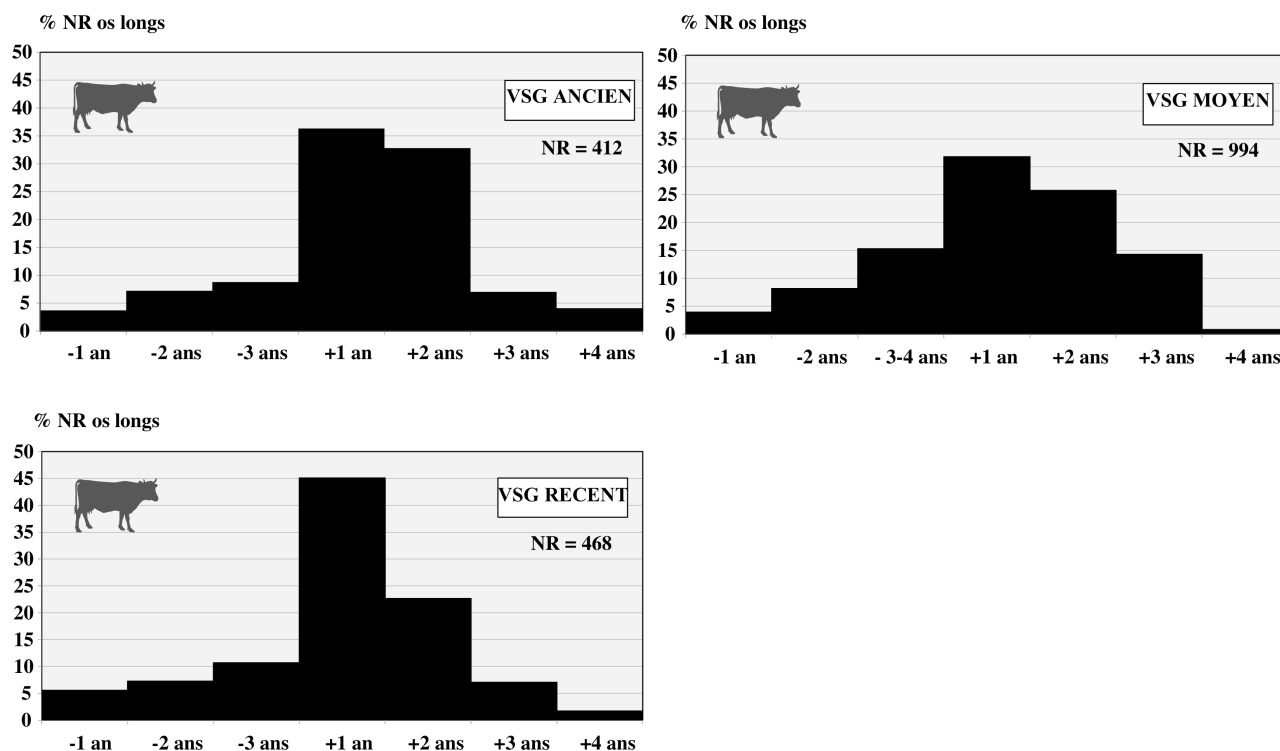 % NR os longs
50
45
40
35
30
25
20
15
10
5
0
VSG ANCIEN
NR = 412
-1 an -2 ans -3 ans +1 an +2 ans +3 ans +4 ans
% NR os longs
50
45
40
35
30
25
20
15
10
5
0
VSG MOYEN
NR = 994
-1 an -2 ans - 3-4 ans +1 an +2 ans +3 ans +4 ans
% NR os longs
50
45
40
35
30
25
20
15
10
5
0
VSG RECENT
NR = 468
-1 an -2 ans -3 ans +1 an +2 ans +3 ans +4 ans